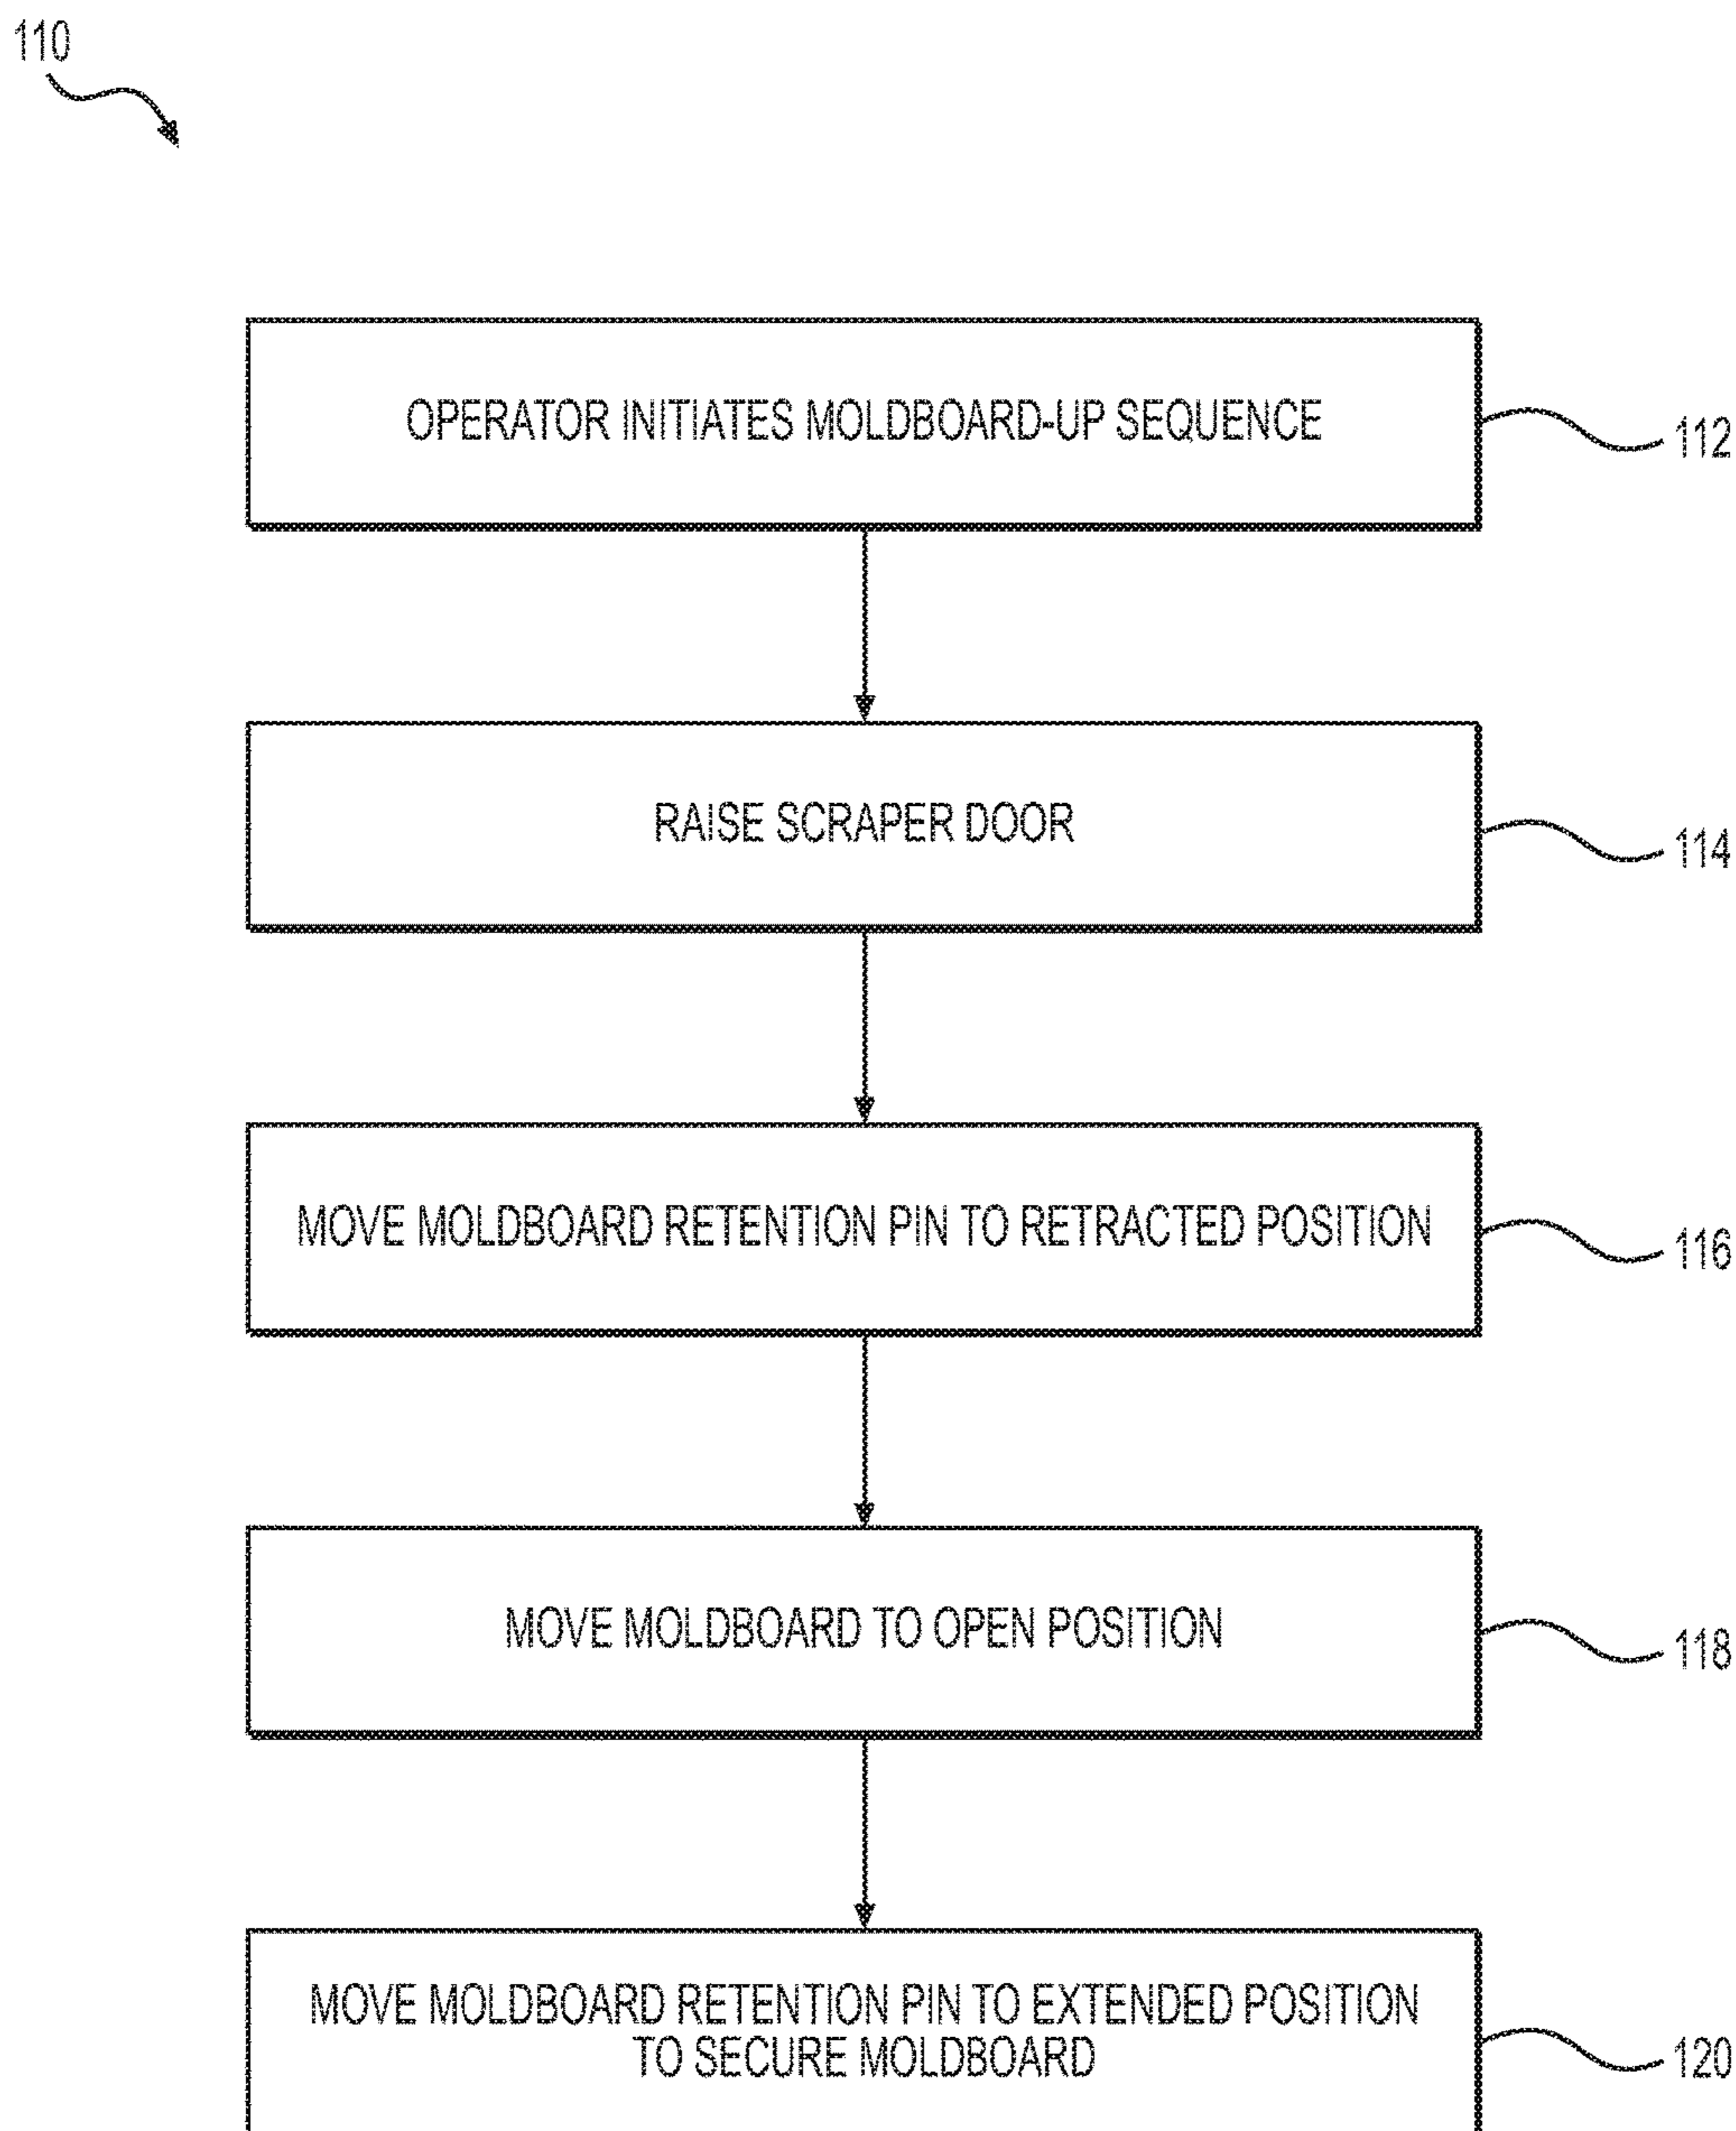 110
OPERATOR INITIATES MOLDBOARD-UP SEQUENCE
112
RAISE SCRAPER DOOR
114
MOVE MOLDBOARD RETENTION PIN TO RETRACTED POSITION
116
MOVE MOLDBOARD TO OPEN POSITION
118
MOVE MOLDBOARD RETENTION PIN TO EXTENDED POSITION
TO SECURE MOLDBOARD
120